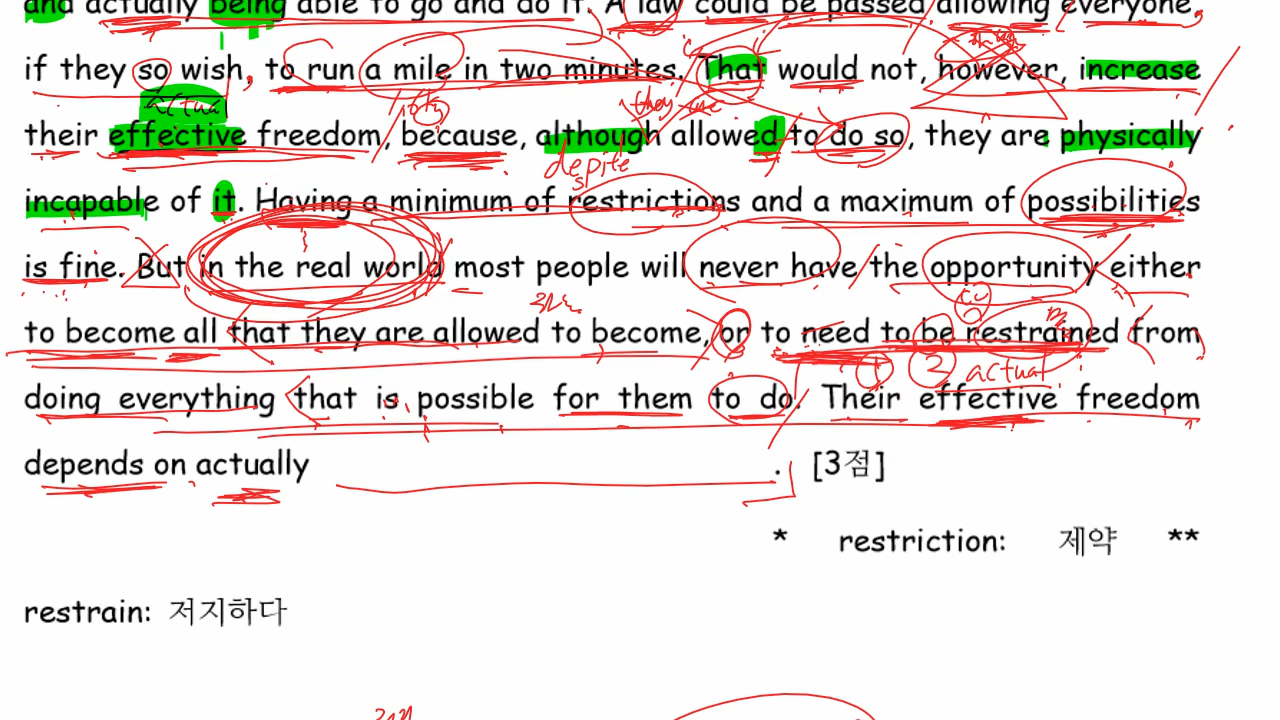 and actually being able to go and do it. A law could be passed allowing everyone,
if they so wish, to run a mile in two minutes. That would not, however, increase
actual
their effective freedom, because, although allowed to do so, they are physically
incapable of it. Having a minimum of restrictions and a maximum of possibilities
is fine. But in the real world most people will never have the opportunity either
to become all that they are allowed to become, or to need to be restrained from
① ② actual
doing everything that is possible for them to do. Their effective freedom
depends on actually . [3점]
* restriction: 제약 **
restrain: 저지하다